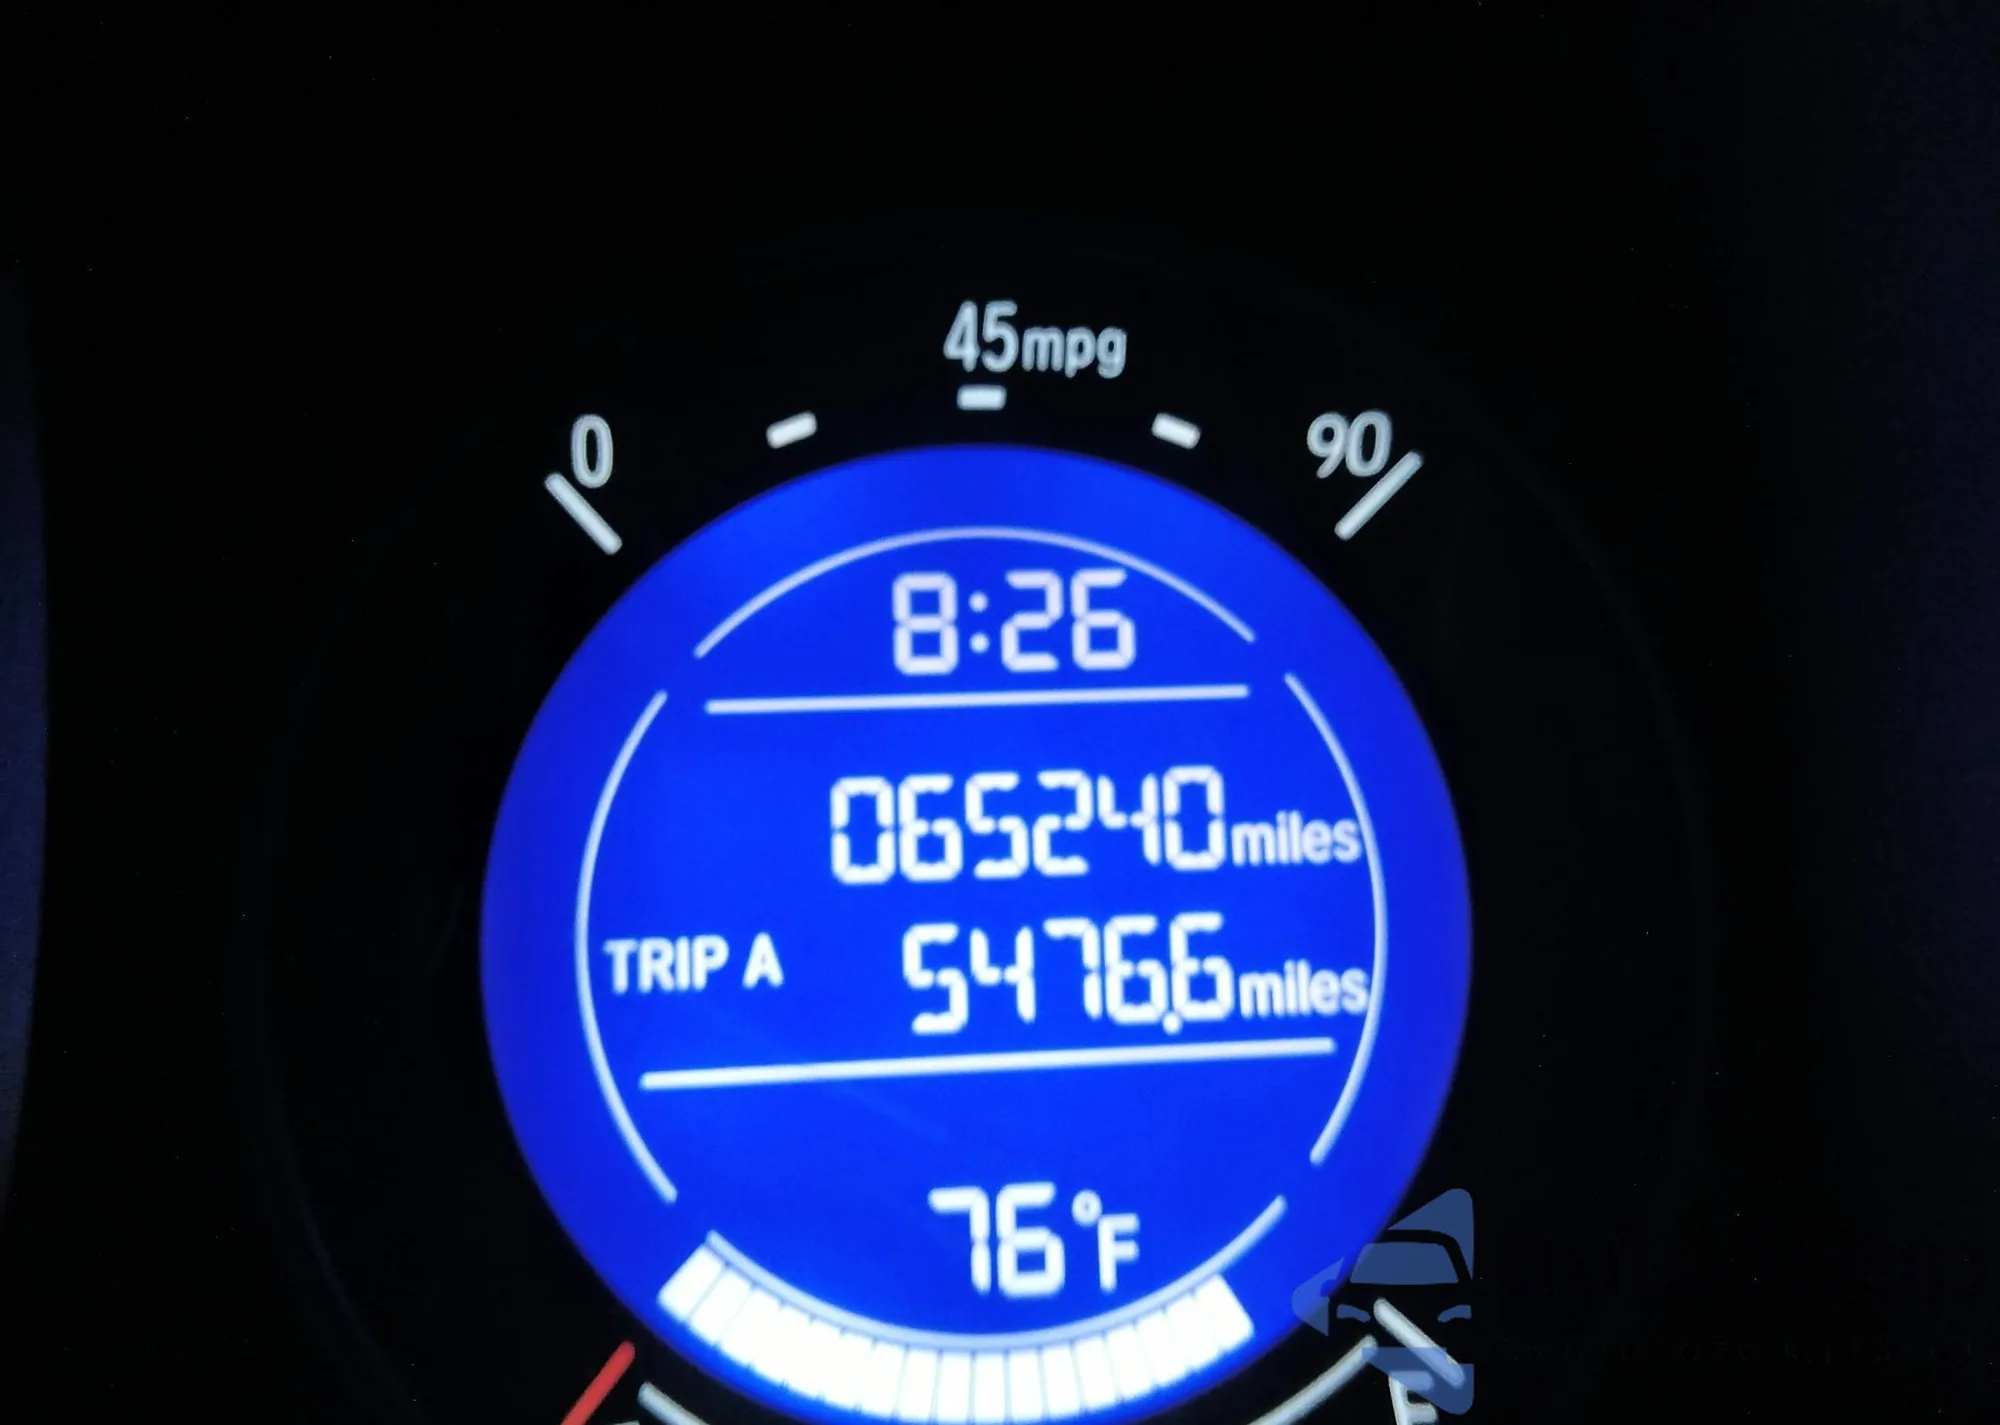 45mpg
0
90
8:26
065240miles
TRIP A 5476.6miles
76°F
F